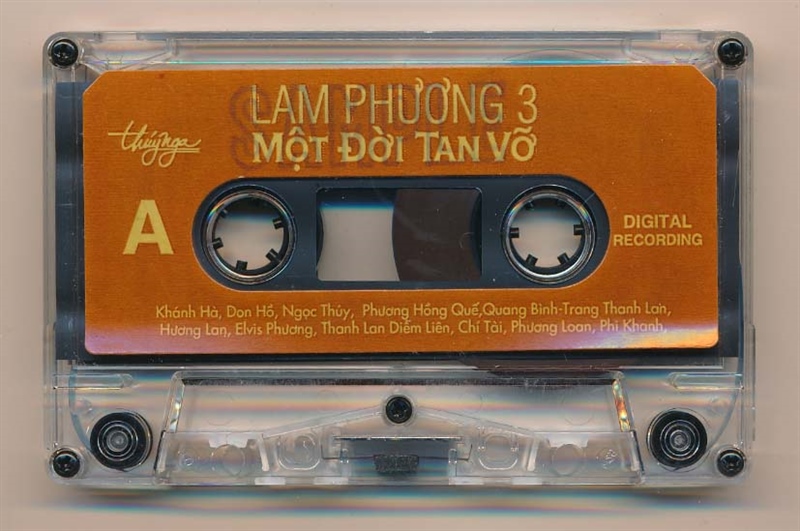 LAM PHƯƠNG 3
MỘT ĐỜI TAN VỠ
thúy nga
A
DIGITAL
RECORDING
Khánh Hà, Don Hồ, Ngọc Thúy, Phương Hồng Quế,Quang Bình-Trang Thanh Lan,
Hương Lan, Elvis Phương, Thanh Lan Diễm Liên, Chí Tài, Phương Loan, Phi Khanh,